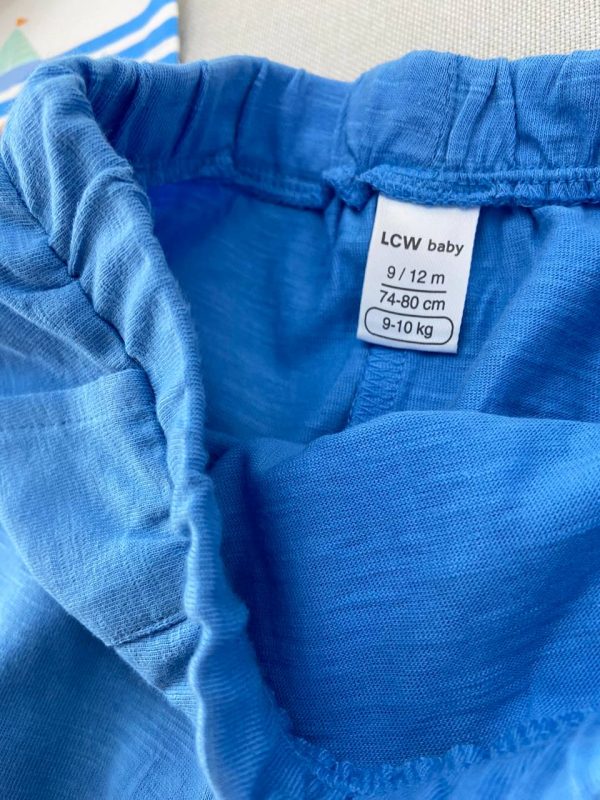 LCW baby
9 / 12 m
74-80 cm
9-10 kg